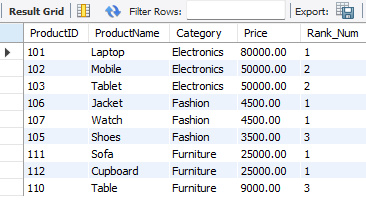 Result Grid Filter Rows: Export:
ProductID ProductName Category Price Rank_Num
101 Laptop Electronics 80000.00 1
102 Mobile Electronics 50000.00 2
103 Tablet Electronics 50000.00 2
106 Jacket Fashion 4500.00 1
107 Watch Fashion 4500.00 1
105 Shoes Fashion 3500.00 3
111 Sofa Furniture 25000.00 1
112 Cupboard Furniture 25000.00 1
110 Table Furniture 9000.00 3